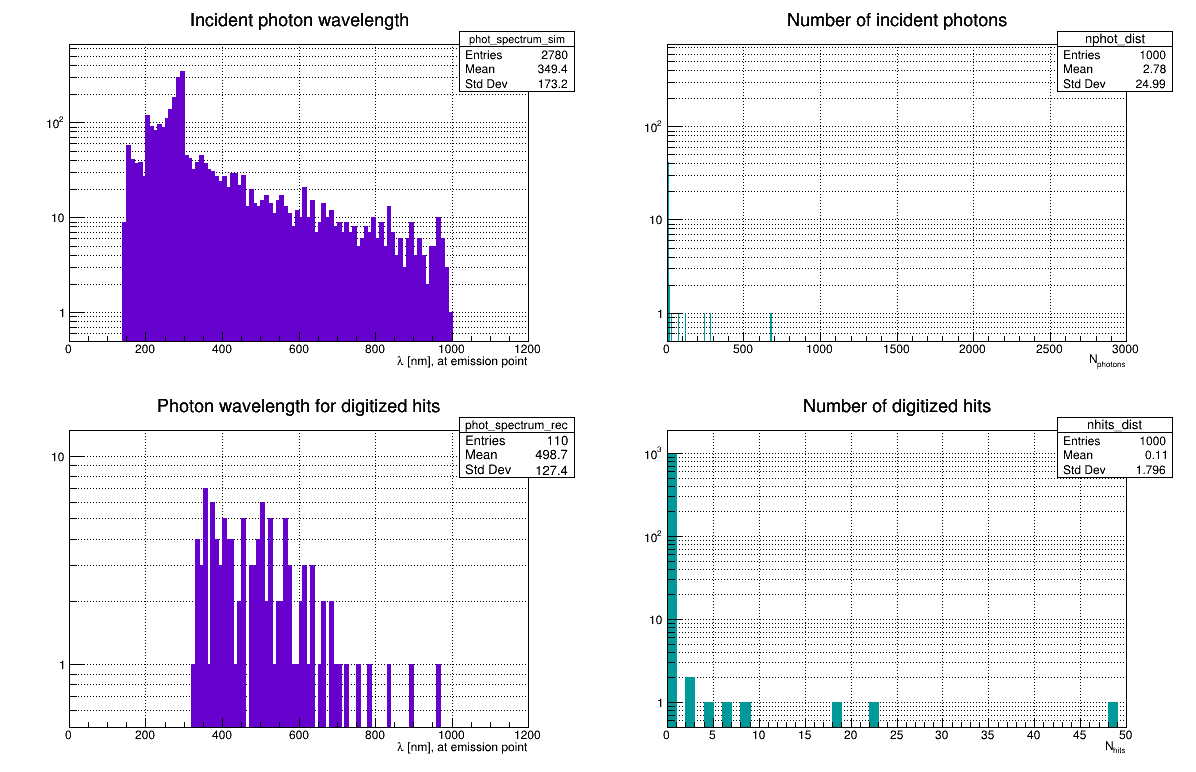 Incident photon wavelength
phot_spectrum_sim
Entries 2780
Mean 349.4
Std Dev 173.2
10²
10
1
0 200 400 600 800 1000 1200
λ [nm], at emission point
Number of incident photons
nphot_dist
Entries 1000
Mean 2.78
Std Dev 24.99
10²
10
1
0 500 1000 1500 2000 2500 3000
N_photons
Photon wavelength for digitized hits
phot_spectrum_rec
Entries 110
Mean 498.7
Std Dev 127.4
10
1
0 200 400 600 800 1000 1200
λ [nm], at emission point
Number of digitized hits
nhits_dist
Entries 1000
Mean 0.11
Std Dev 1.796
10³
10²
10
1
0 5 10 15 20 25 30 35 40 45 50
N_hits